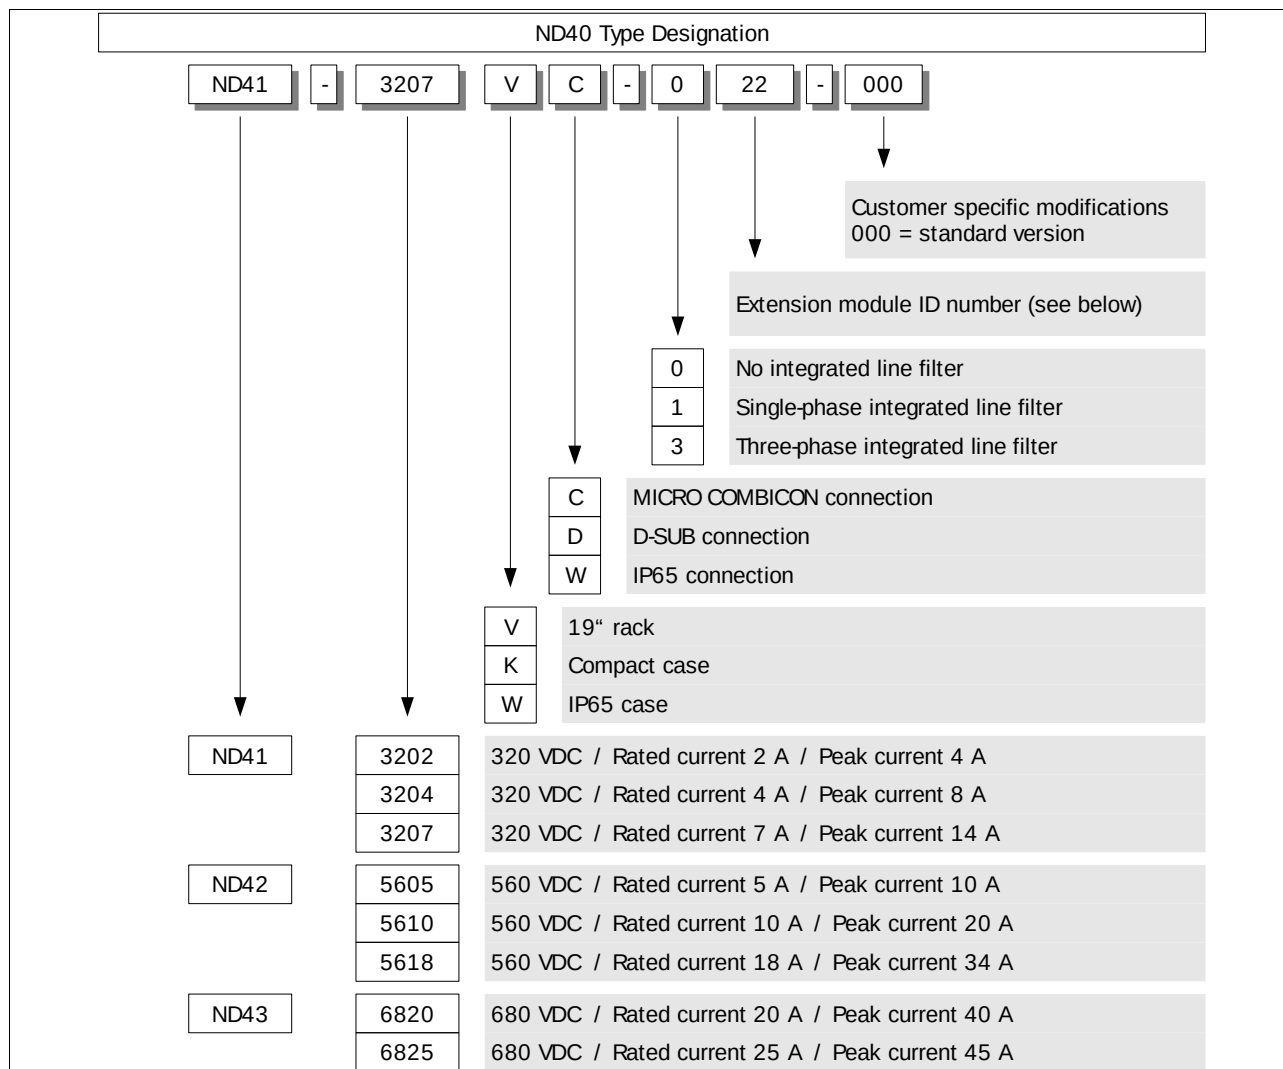 ND40 Type Designation
ND41 - 3207 V C - 0 22 - 000
Customer specific modifications
000 = standard version
Extension module ID number (see below)
0 No integrated line filter
1 Single-phase integrated line filter
3 Three-phase integrated line filter
C MICRO COMBICON connection
D D-SUB connection
W IP65 connection
V 19“ rack
K Compact case
W IP65 case
ND41 3202 320 VDC / Rated current 2 A / Peak current 4 A
3204 320 VDC / Rated current 4 A / Peak current 8 A
3207 320 VDC / Rated current 7 A / Peak current 14 A
ND42 5605 560 VDC / Rated current 5 A / Peak current 10 A
5610 560 VDC / Rated current 10 A / Peak current 20 A
5618 560 VDC / Rated current 18 A / Peak current 34 A
ND43 6820 680 VDC / Rated current 20 A / Peak current 40 A
6825 680 VDC / Rated current 25 A / Peak current 45 A